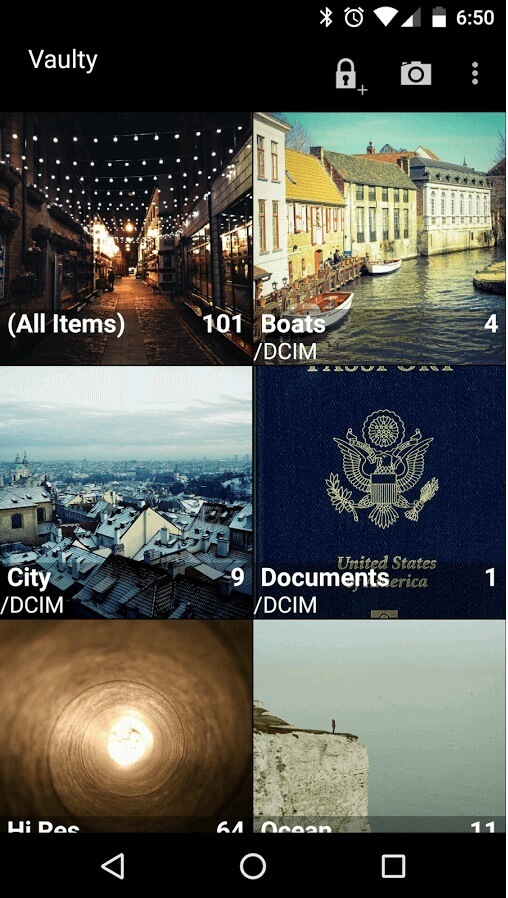 6:50
Vaulty
(All Items) 101
Boats 4
/DCIM
PASSPORT
United States
of America
City 9
/DCIM
Documents 1
/DCIM
Hi Res 64
Ocean 11